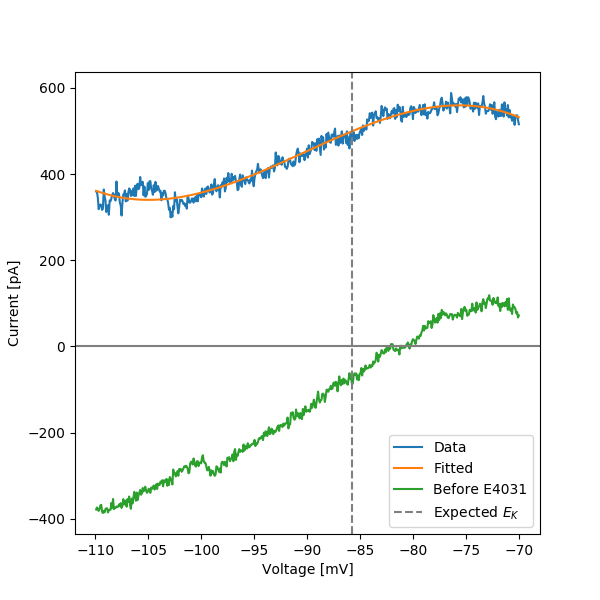 600
400
200
0
−200
−400
Current [pA]
Data
Fitted
Before E4031
Expected E_K
−110 −105 −100 −95 −90 −85 −80 −75 −70
Voltage [mV]